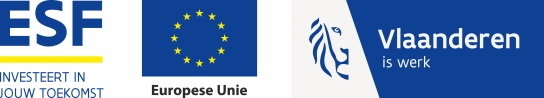 ESF
INVESTEERT IN
JOUW TOEKOMST
Europese Unie
Vlaanderen
is werk